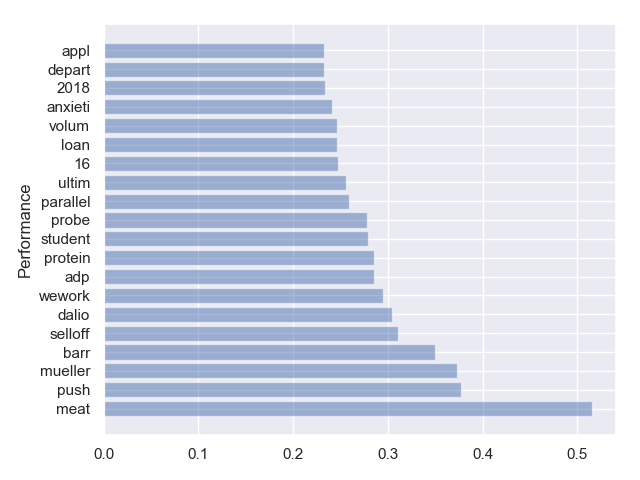 appl
depart
2018
anxieti
volum
loan
16
ultim
parallel
probe
student
protein
adp
wework
dalio
selloff
barr
mueller
push
meat
Performance
0.0 0.1 0.2 0.3 0.4 0.5